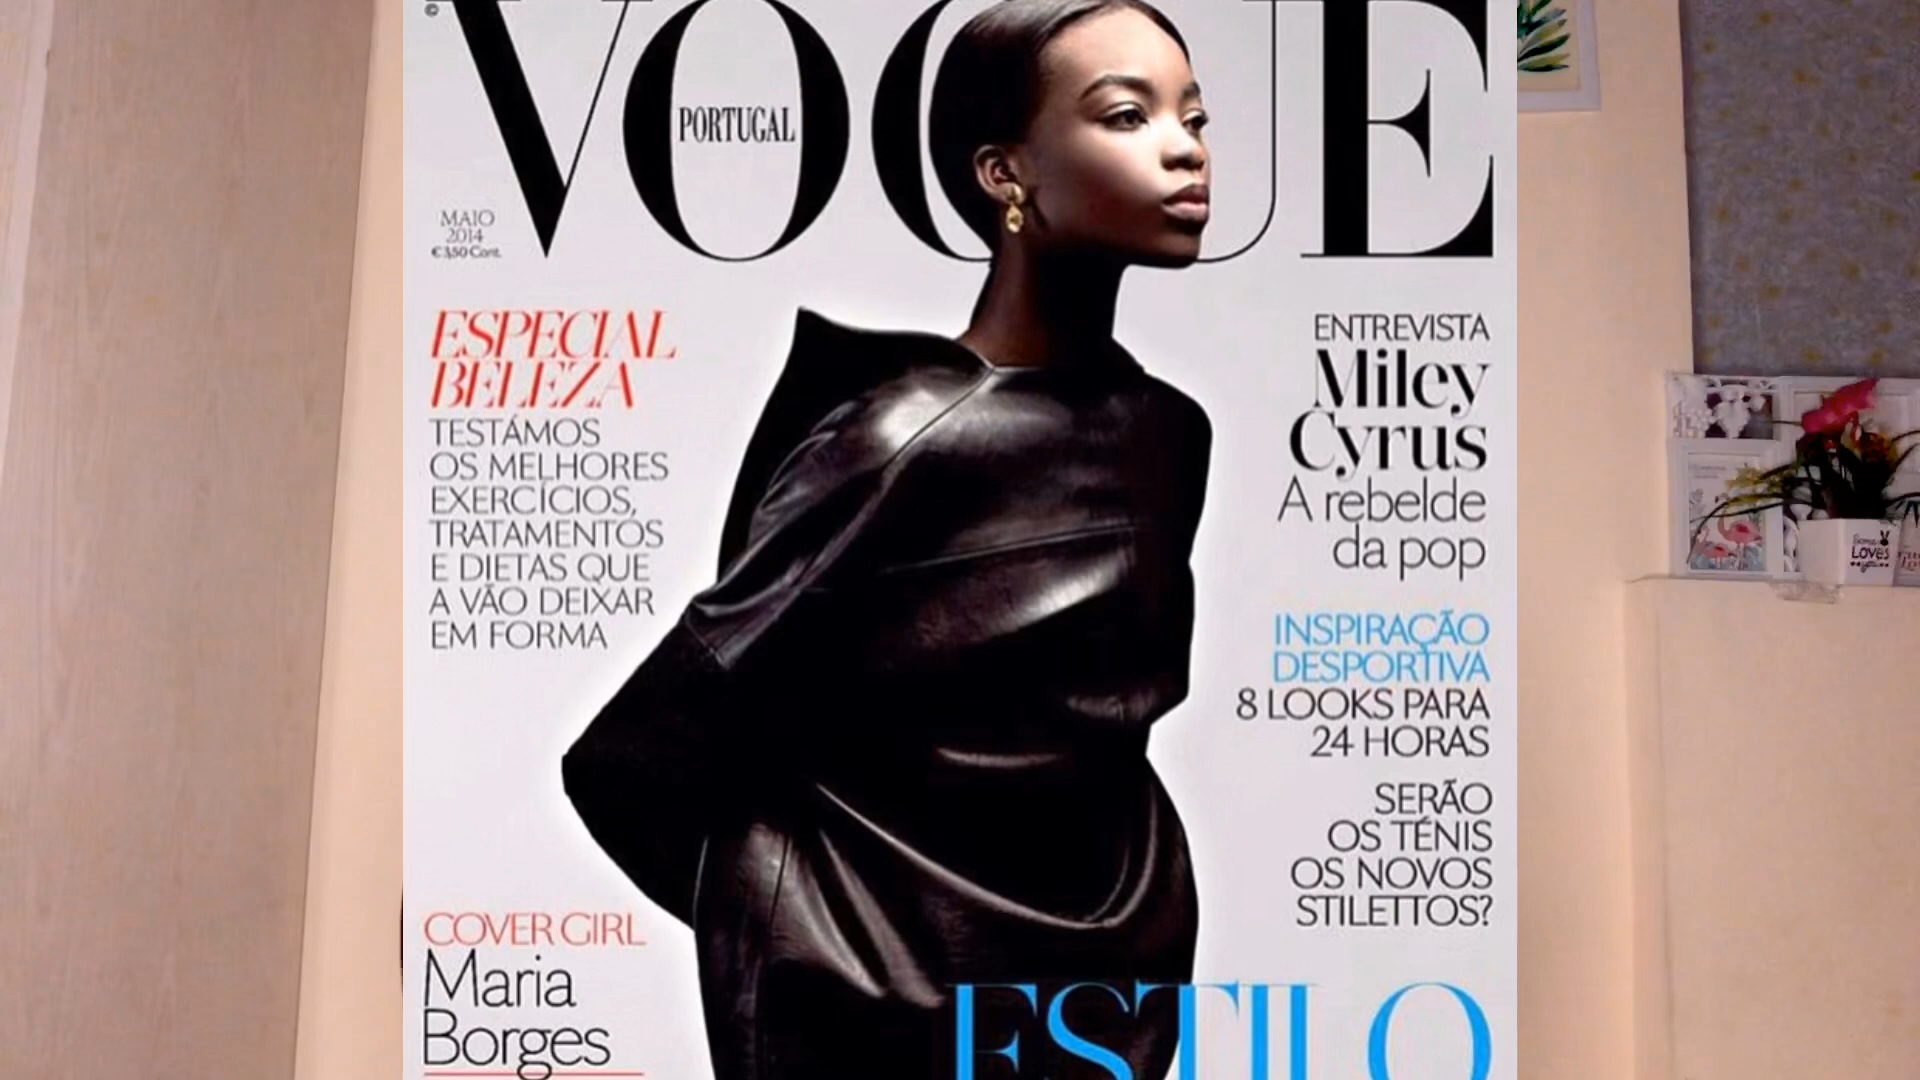 VOGUE
PORTUGAL
MAIO
2014
€3,50 Cont.
ESPECIAL
BELEZA
TESTÁMOS
OS MELHORES
EXERCÍCIOS,
TRATAMENTOS
E DIETAS QUE
A VÃO DEIXAR
EM FORMA
COVER GIRL
Maria
Borges
ENTREVISTA
Miley
Cyrus
A rebelde
da pop
INSPIRAÇÃO
DESPORTIVA
8 LOOKS PARA
24 HORAS
SERÃO
OS TÉNIS
OS NOVOS
STILETTOS?
ESTILO
LOVES